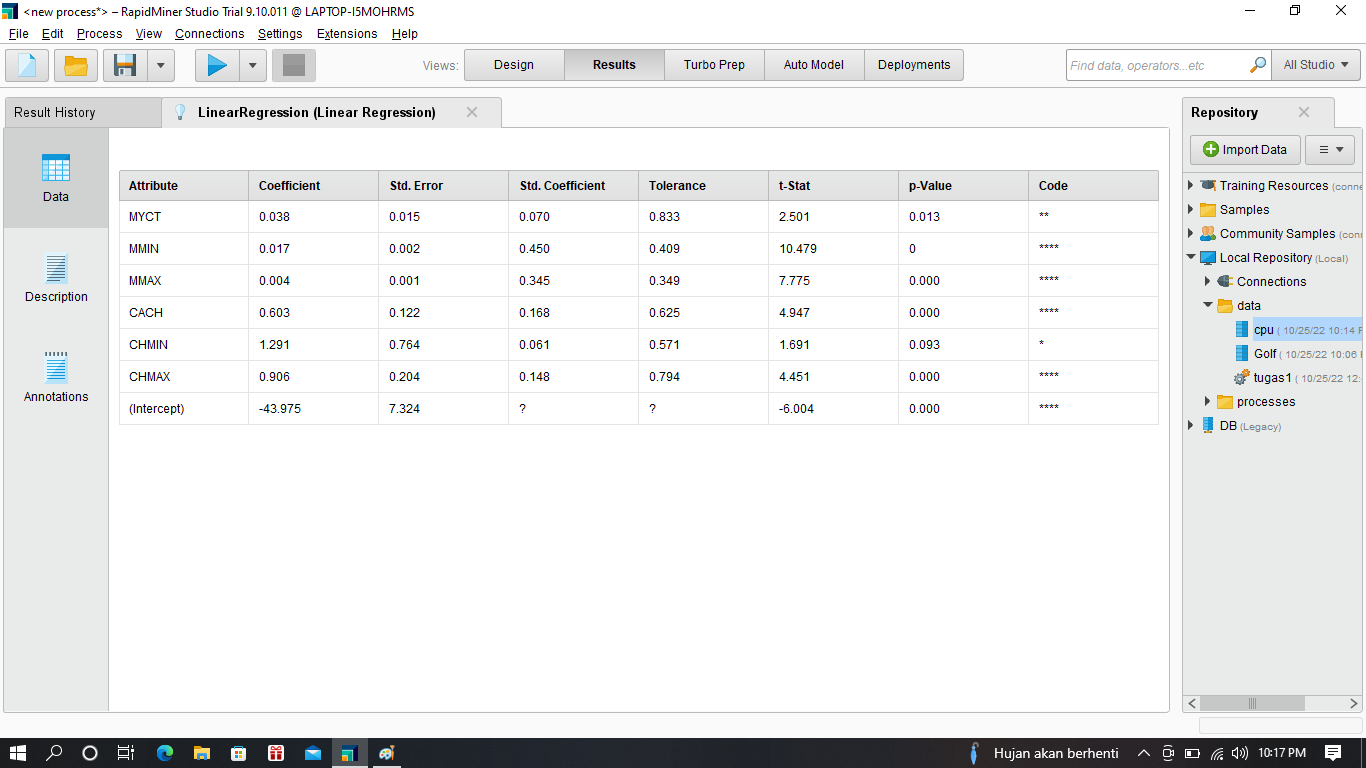 <new process*> – RapidMiner Studio Trial 9.10.011 @ LAPTOP-I5MOHRMS
File Edit Process View Connections Settings Extensions Help
Views: Design Results Turbo Prep Auto Model Deployments Find data, operators...etc All Studio
Result History LinearRegression (Linear Regression)
Data
Description
Annotations
Attribute Coefficient Std. Error Std. Coefficient Tolerance t-Stat p-Value Code
MYCT 0.038 0.015 0.070 0.833 2.501 0.013 **
MMIN 0.017 0.002 0.450 0.409 10.479 0 ****
MMAX 0.004 0.001 0.345 0.349 7.775 0.000 ****
CACH 0.603 0.122 0.168 0.625 4.947 0.000 ****
CHMIN 1.291 0.764 0.061 0.571 1.691 0.093 *
CHMAX 0.906 0.204 0.148 0.794 4.451 0.000 ****
(Intercept) -43.975 7.324 ? ? -6.004 0.000 ****
Repository
Import Data
Training Resources (conne
Samples
Community Samples (conn
Local Repository (Local)
Connections
data
cpu ( 10/25/22 10:14 P
Golf ( 10/25/22 10:06
tugas1 ( 10/25/22 12:
processes
DB (Legacy)
Hujan akan berhenti 10:17 PM